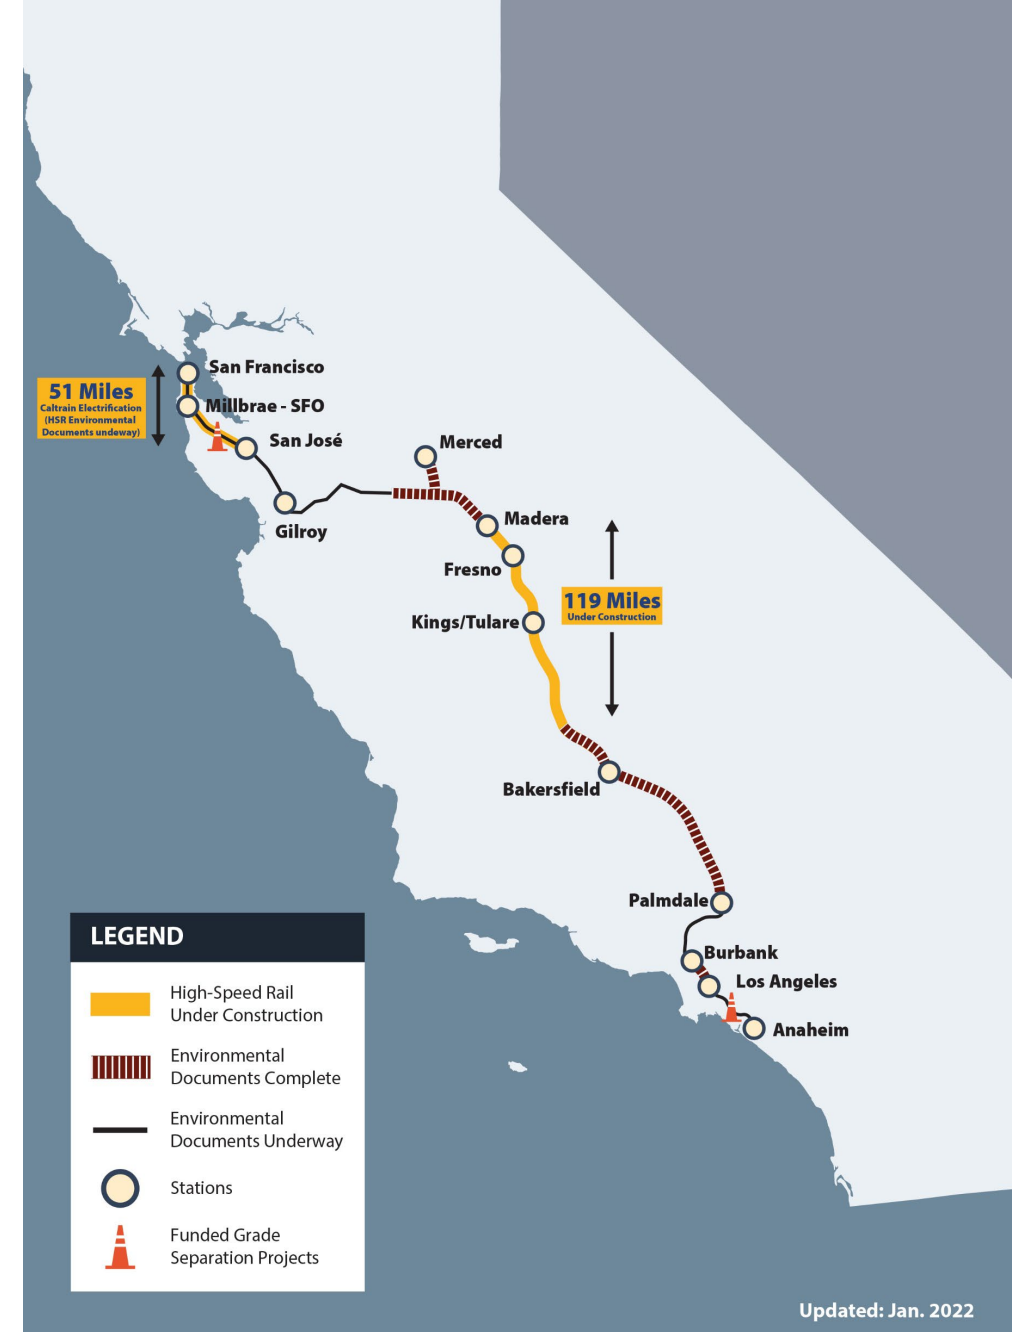 San Francisco
51 Miles
Caltrain Electrification
(HSR Environmental
Documents undeway)
Millbrae - SFO
San José
Merced
Gilroy
Madera
Fresno
119 Miles
Under Construction
Kings/Tulare
Bakersfield
Palmdale
Burbank
Los Angeles
Anaheim
LEGEND
High-Speed Rail
Under Construction
Environmental
Documents Complete
Environmental
Documents Underway
Stations
Funded Grade
Separation Projects
Updated: Jan. 2022